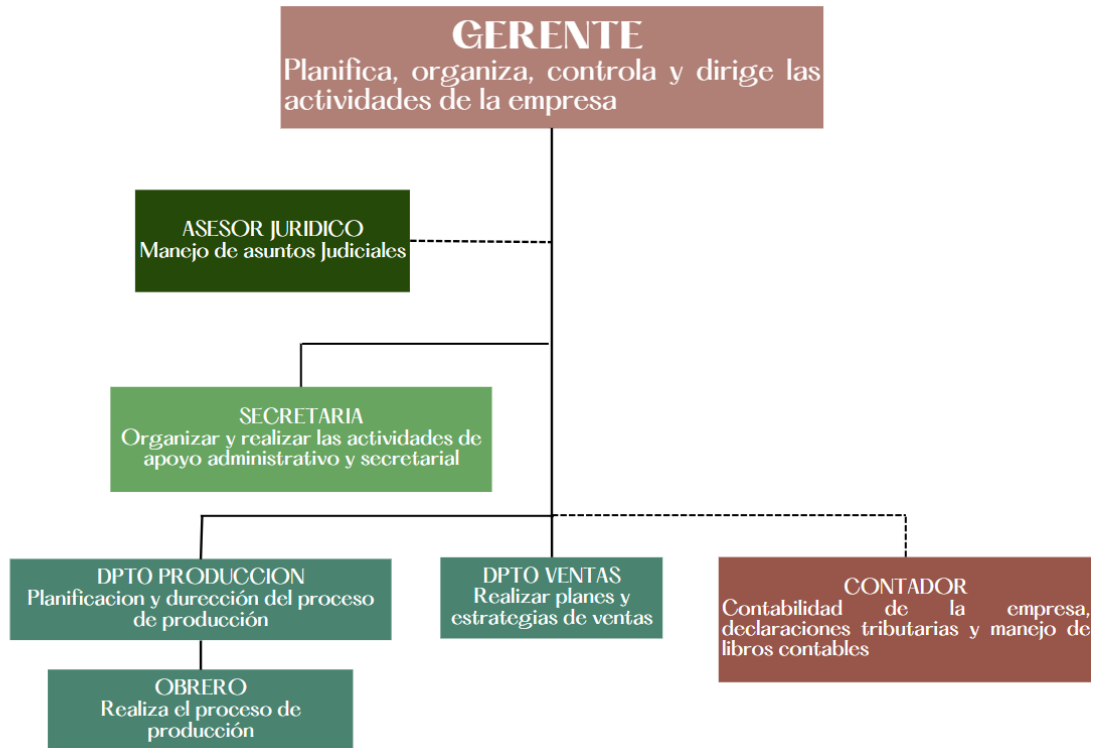 GERENTE
Planifica, organiza, controla y dirige las
actividades de la empresa
ASESOR JURIDICO
Manejo de asuntos Judiciales
SECRETARIA
Organizar y realizar las actividades de
apoyo administrativo y secretarial
DPTO PRODUCCION
Planificacion y durección del proceso
de producción
DPTO VENTAS
Realizar planes y
estrategias de ventas
CONTADOR
Contabilidad de la empresa,
declaraciones tributarias y manejo de
libros contables
OBRERO
Realiza el proceso de
producción